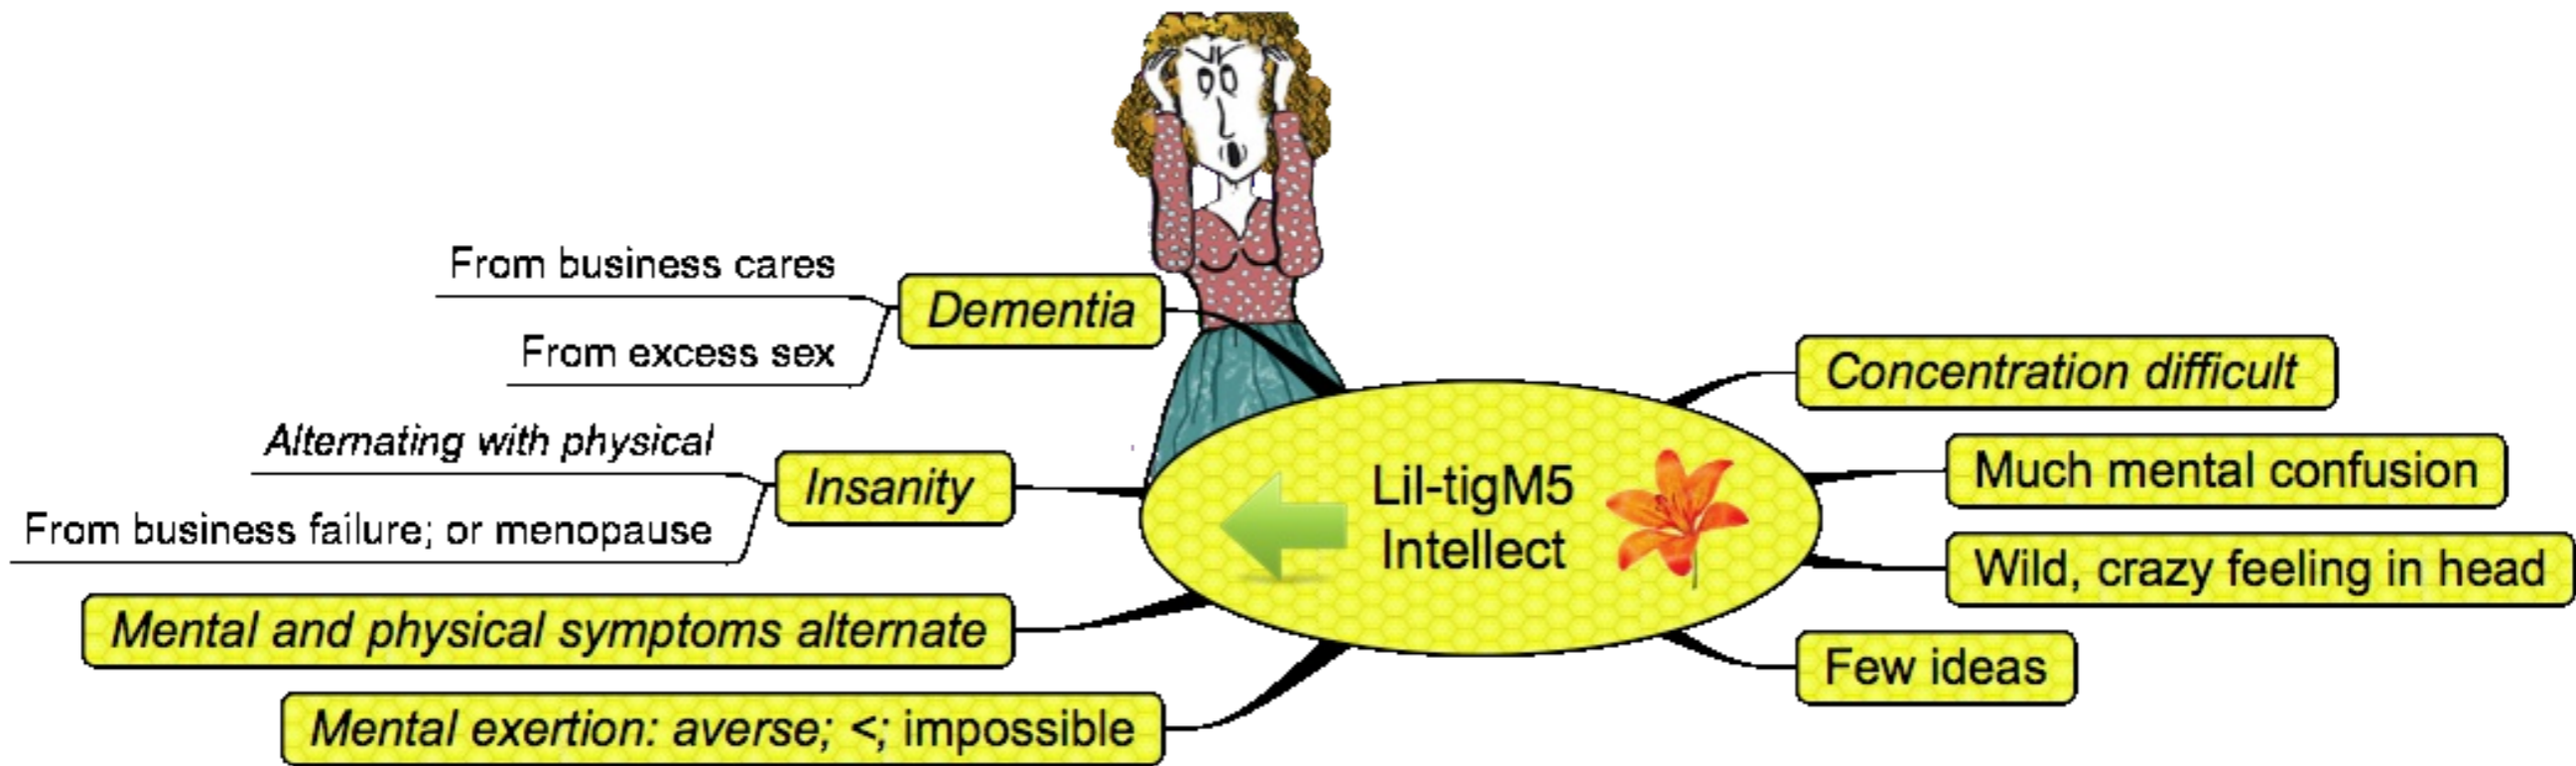 From business cares
Dementia
From excess sex
Alternating with physical
Insanity
From business failure; or menopause
Mental and physical symptoms alternate
Mental exertion: averse; <; impossible
Lil-tigM5
Intellect
Concentration difficult
Much mental confusion
Wild, crazy feeling in head
Few ideas